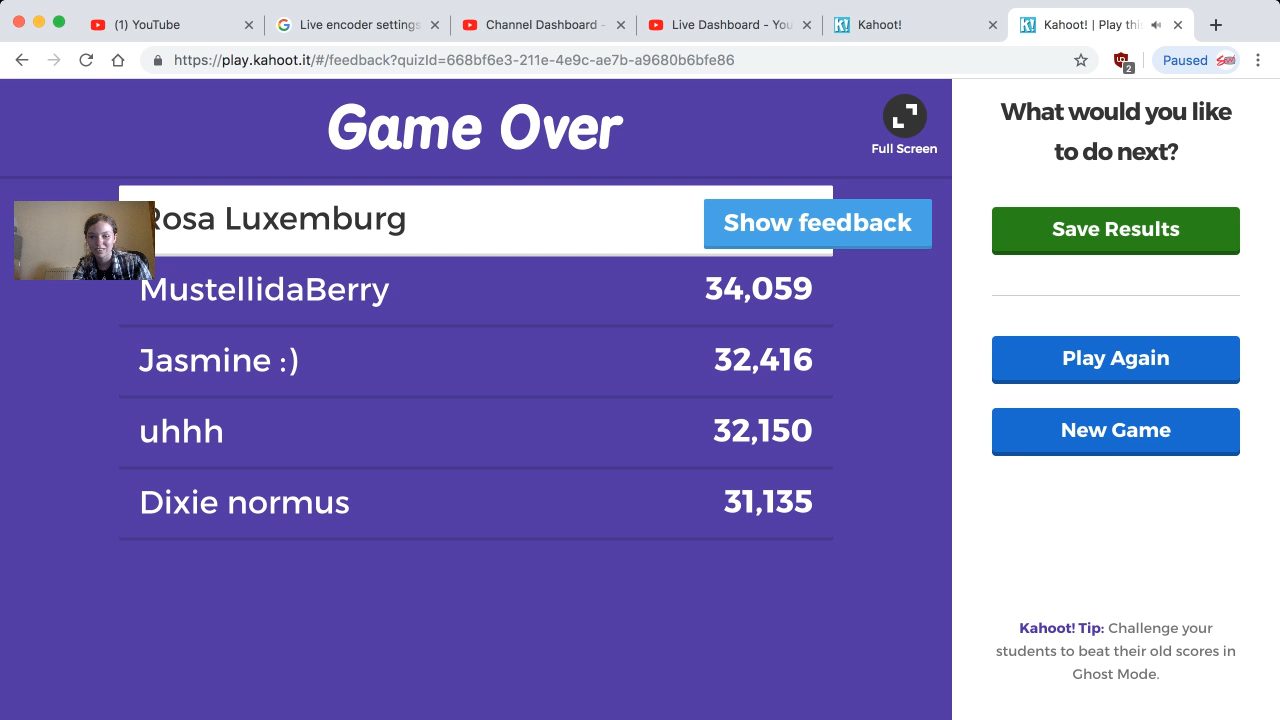 (1) YouTube
Live encoder settings
Channel Dashboard -
Live Dashboard - You
Kahoot!
Kahoot! | Play this
https://play.kahoot.it/#/feedback?quizId=668bf6e3-211e-4e9c-ae7b-a9680b6bfe86
2
Paused
Game Over
Full Screen
Rosa Luxemburg
Show feedback
MustellidaBerry 34,059
Jasmine :) 32,416
uhhh 32,150
Dixie normus 31,135
What would you like
to do next?
Save Results
Play Again
New Game
Kahoot! Tip: Challenge your
students to beat their old scores in
Ghost Mode.